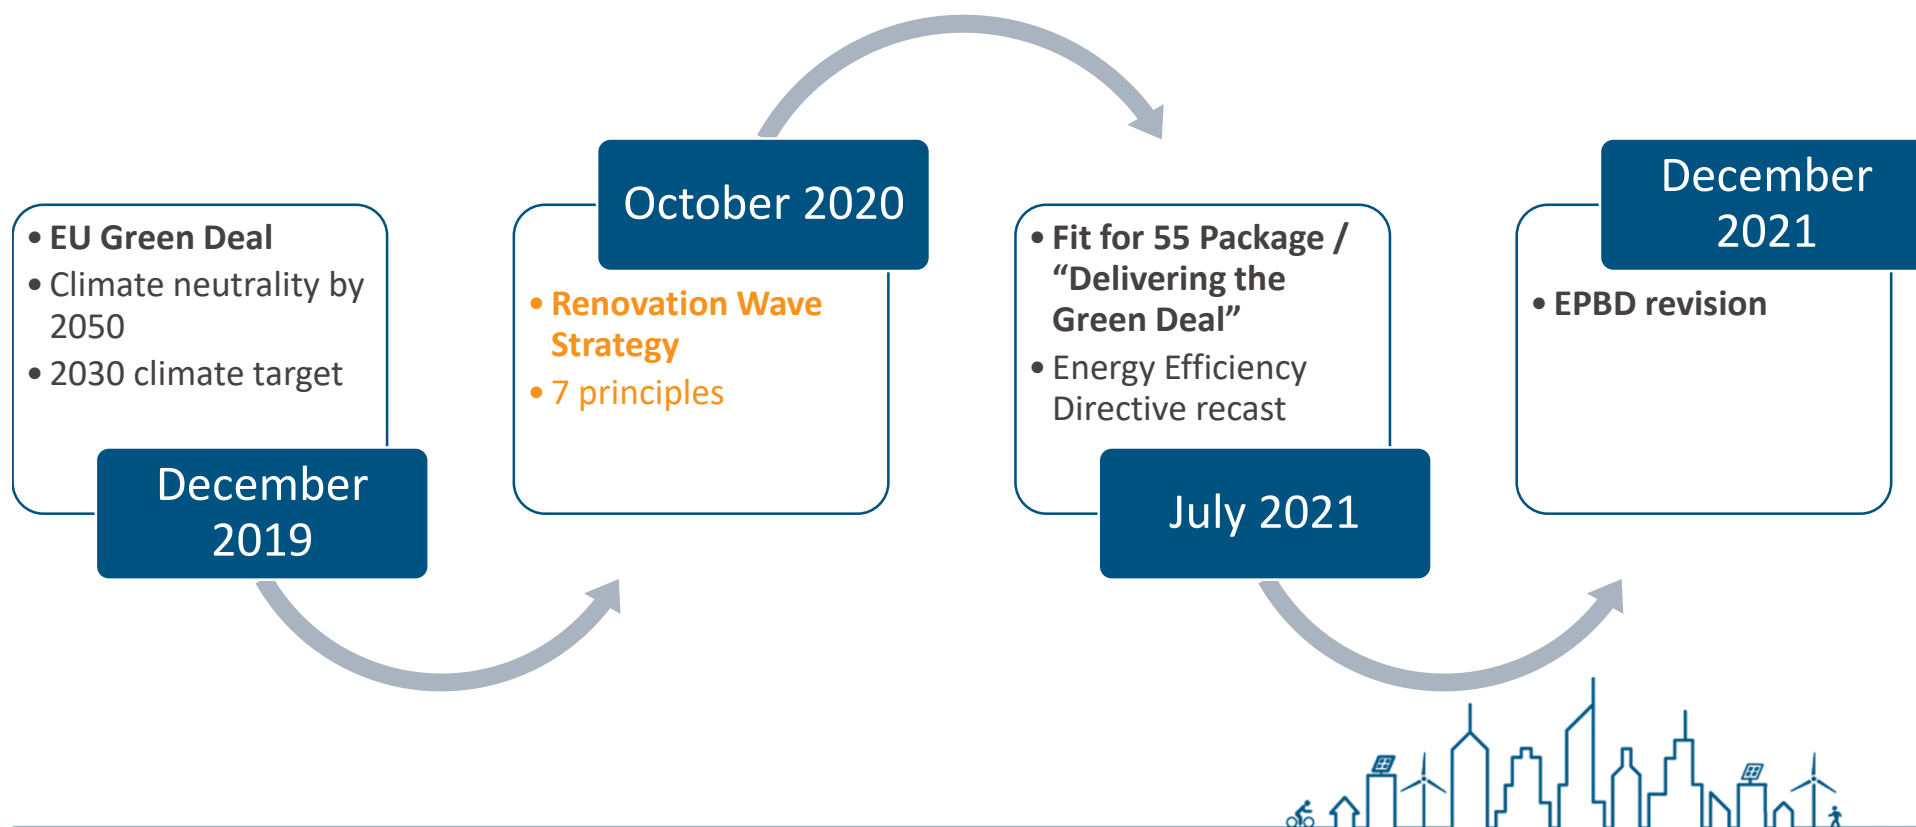 • EU Green Deal
• Climate neutrality by
2050
• 2030 climate target
December
2019
October 2020
• Renovation Wave
Strategy
• 7 principles
• Fit for 55 Package /
“Delivering the
Green Deal”
• Energy Efficiency
Directive recast
July 2021
December
2021
• EPBD revision